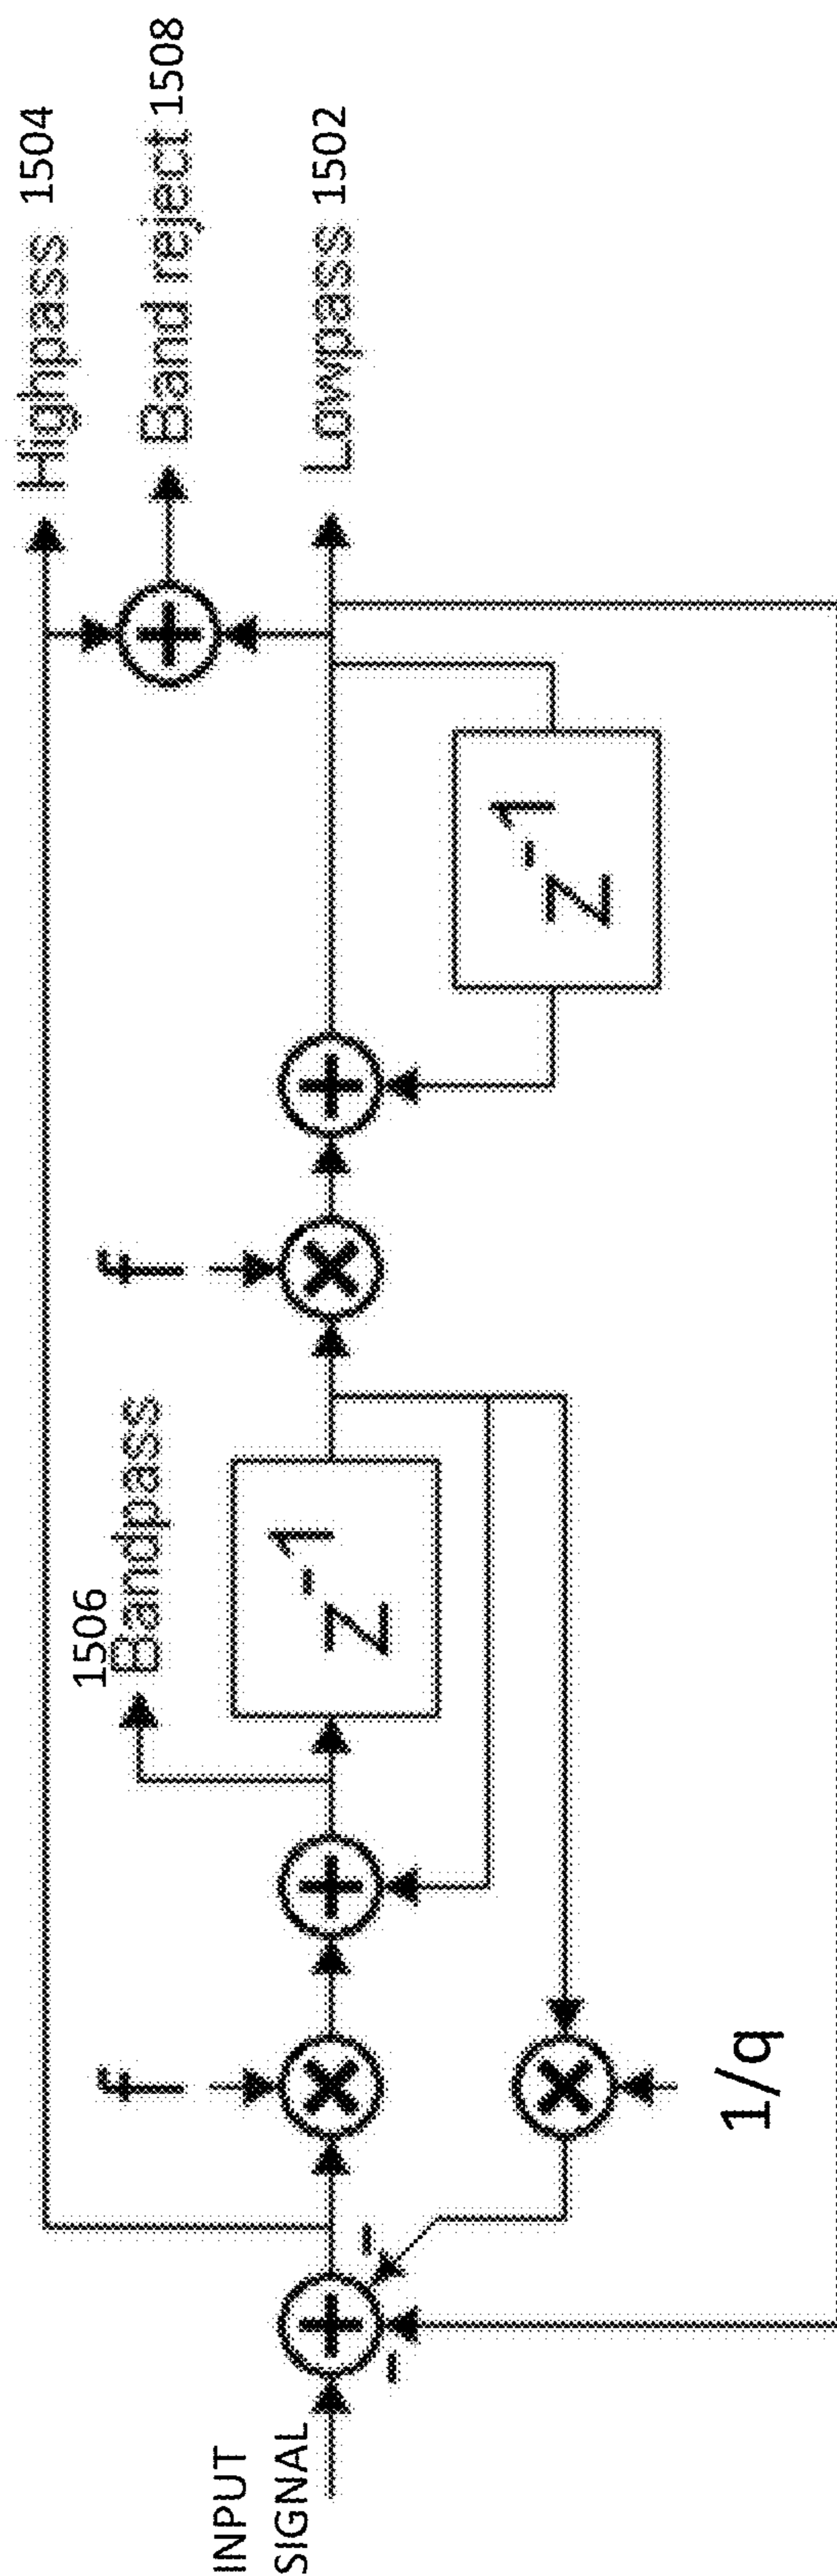 Highpass 1504
Band reject 1508
1506
Bandpass
f
f
Lowpass 1502
INPUT
SIGNAL
+
×
+
z-1
×
+
+
z-1
-
-
×
1/q